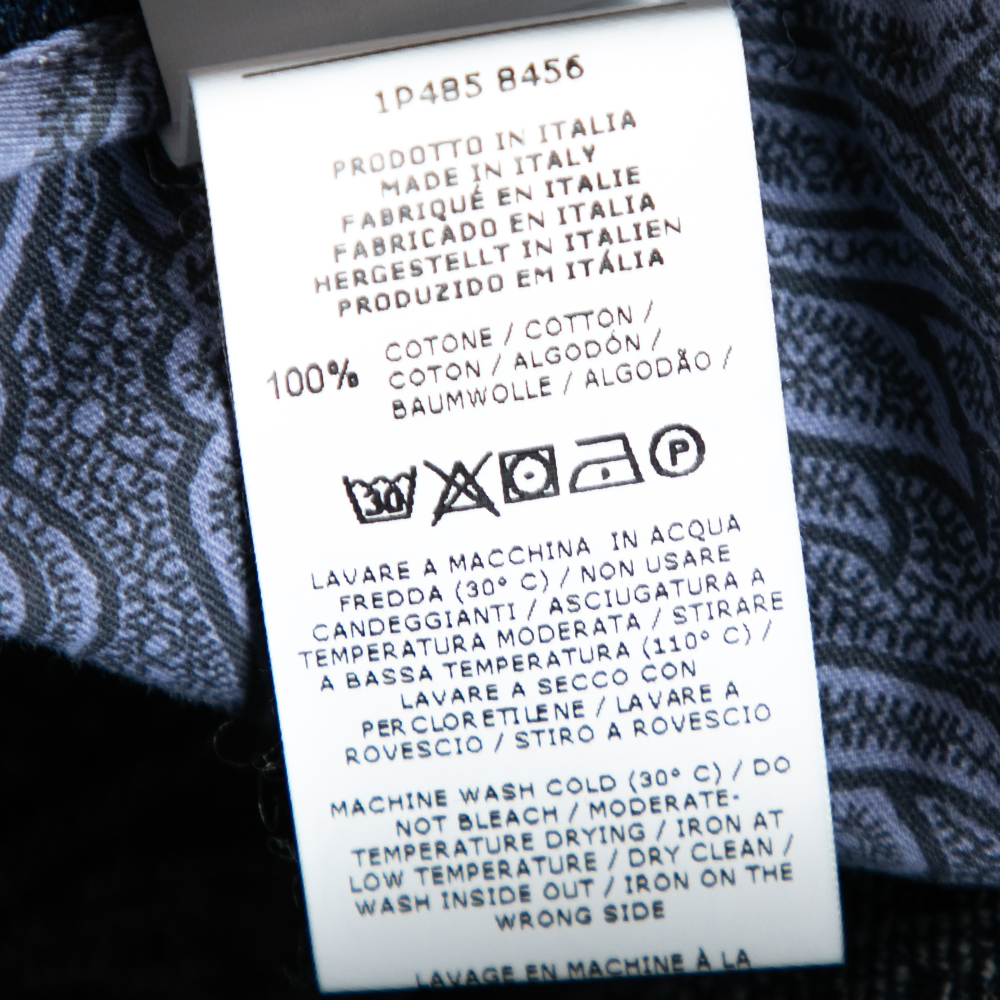 1P485 8456
PRODOTTO IN ITALIA
MADE IN ITALY
FABRIQUÉ EN ITALIE
FABRICADO EN ITALIA
HERGESTELLT IN ITALIEN
PRODUZIDO EM ITÁLIA
100% COTONE / COTTON /
COTON / ALGODÓN /
BAUMWOLLE / ALGODÃO /
30 P
LAVARE A MACCHINA IN ACQUA
FREDDA (30° C) / NON USARE
CANDEGGIANTI / ASCIUGATURA A
TEMPERATURA MODERATA / STIRARE
A BASSA TEMPERATURA (110° C) /
LAVARE A SECCO CON
PERCLORETILENE / LAVARE A
ROVESCIO / STIRO A ROVESCIO
MACHINE WASH COLD (30° C) / DO
NOT BLEACH / MODERATE-
TEMPERATURE DRYING / IRON AT
LOW TEMPERATURE / DRY CLEAN /
WASH INSIDE OUT / IRON ON THE
WRONG SIDE
LAVAGE EN MACHINE À LA